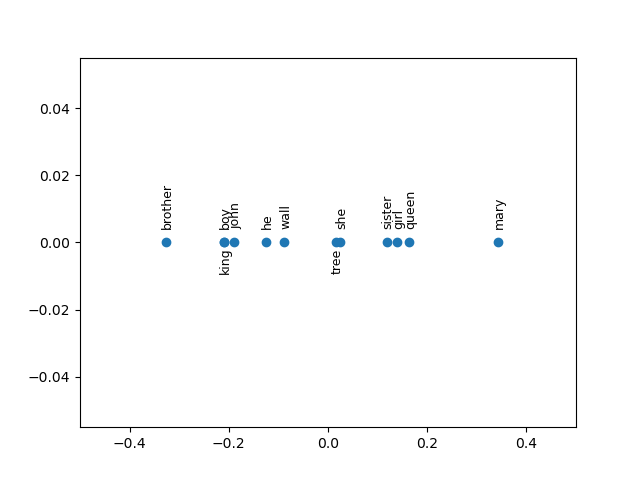 0.04
0.02
0.00
−0.02
−0.04
brother
boy
john
he
wall
she
sister
girl
queen
mary
king
tree
−0.4
−0.2
0.0
0.2
0.4